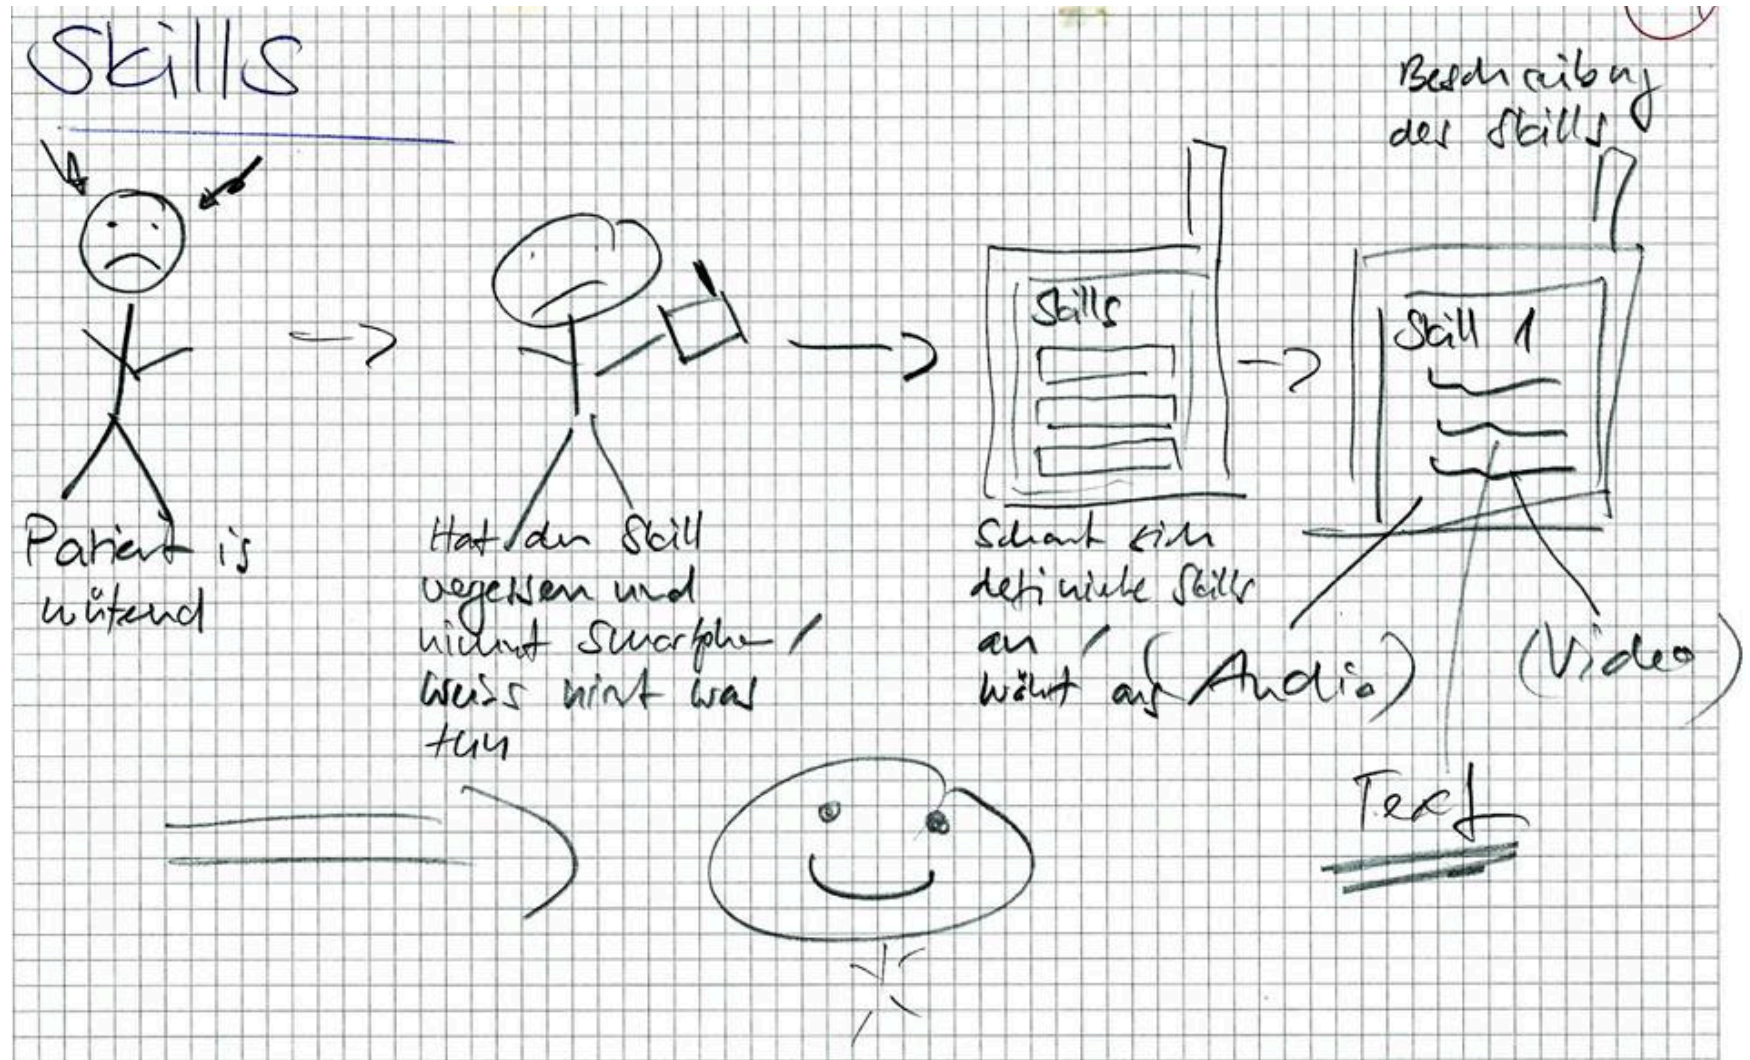 Skills
Beschreibung
des Skills
Skills
Skill 1
Patient is
wütend
Hat den Skill
vergessen und
nimmt Smartphone /
weiss nicht was
tun
Schaut sich
definierte Skills
an /
wählt aus
(Audio)
(Video)
Text